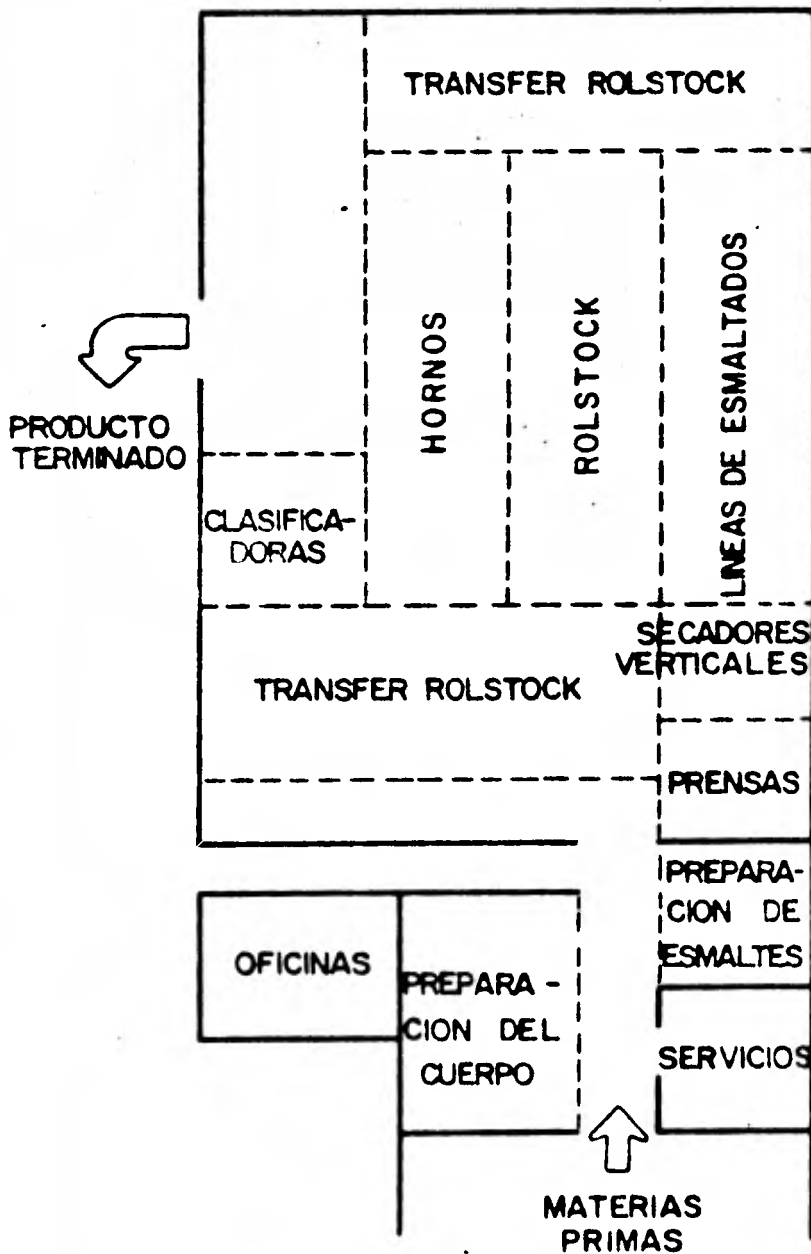 TRANSFER ROLSTOCK
HORNOS
ROLSTOCK
LINEAS DE ESMALTADOS
PRODUCTO
TERMINADO
CLASIFICA-
DORAS
SECADORES
VERTICALES
TRANSFER ROLSTOCK
PRENSAS
PREPARA-
CION DE
ESMALTES
OFICINAS
PREPARA-
CION DEL
CUERPO
SERVICIOS
MATERIAS
PRIMAS